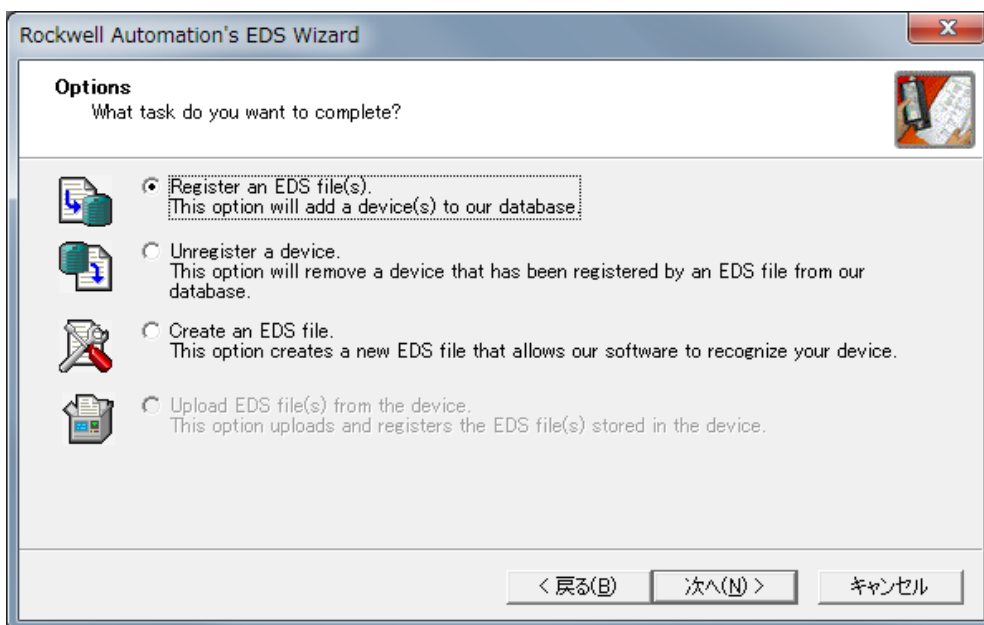 Rockwell Automation's EDS Wizard
Options
What task do you want to complete?
Register an EDS file(s).
This option will add a device(s) to our database.
Unregister a device.
This option will remove a device that has been registered by an EDS file from our
database.
Create an EDS file.
This option creates a new EDS file that allows our software to recognize your device.
Upload EDS file(s) from the device.
This option uploads and registers the EDS file(s) stored in the device.
< 戻る(B)
次へ(N) >
キャンセル